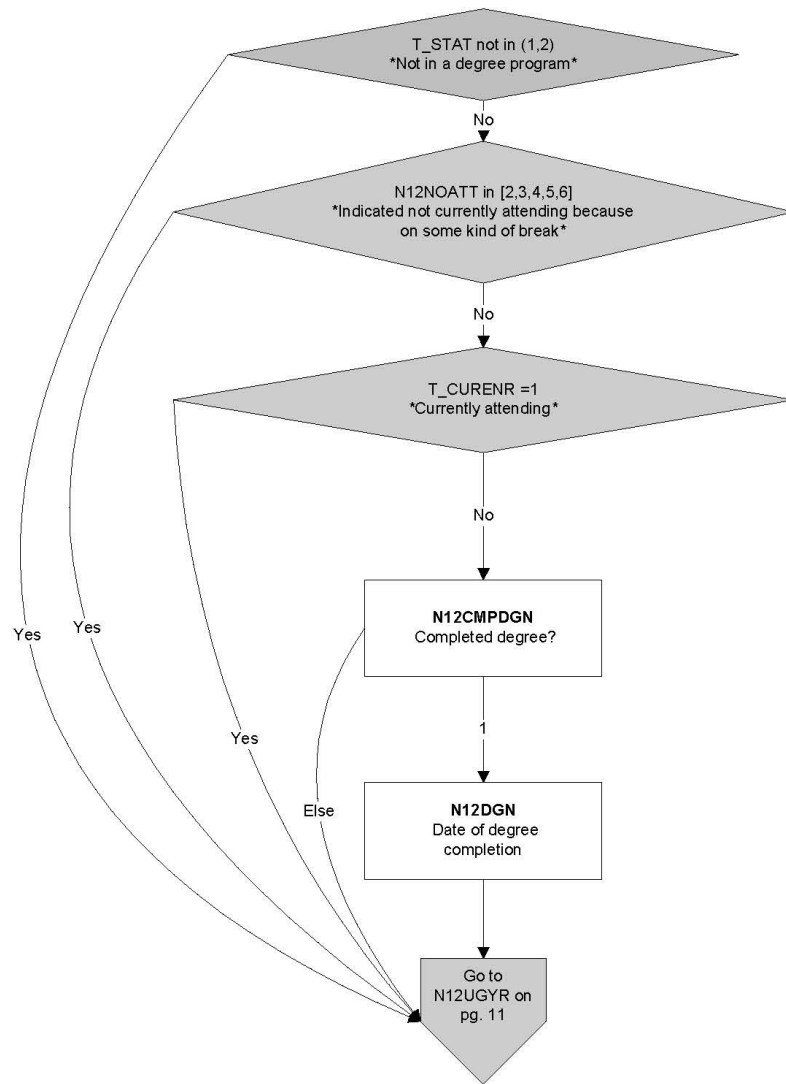 T_STAT not in (1,2)
*Not in a degree program*
No
N12NOATT in [2,3,4,5,6]
*Indicated not currently attending because
on some kind of break*
No
T_CURENR =1
*Currently attending*
No
N12CMPDGN
Completed degree?
Yes
Yes
Yes
1
Else
N12DGN
Date of degree
completion
Go to
N12UGYR on
pg. 11